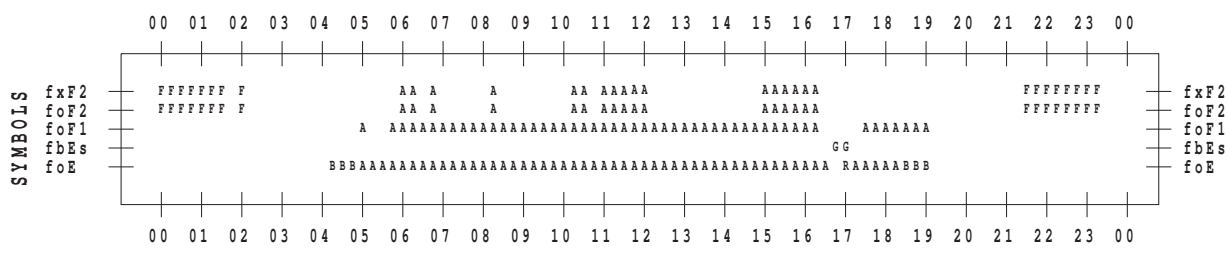 00 01 02 03 04 05 06 07 08 09 10 11 12 13 14 15 16 17 18 19 20 21 22 23 00
SYMBOLS
fxF2 FFFFFFF F AA A A AA AAAAA AAAAAA FFFFFFFF fxF2
foF2 FFFFFFF F AA A A AA AAAAA AAAAAA FFFFFFFF foF2
foF1 A AAAAAAAAAAAAAAAAAAAAAAAAAAAAAAAAAAAAAAAAAAA AAAAAAA foF1
fbEs GG fbEs
foE BBBAAAAAAAAAAAAAAAAAAAAAAAAAAAAAAAAAAAAAAAAAAAAAAA RAAAAABBB foE
00 01 02 03 04 05 06 07 08 09 10 11 12 13 14 15 16 17 18 19 20 21 22 23 00